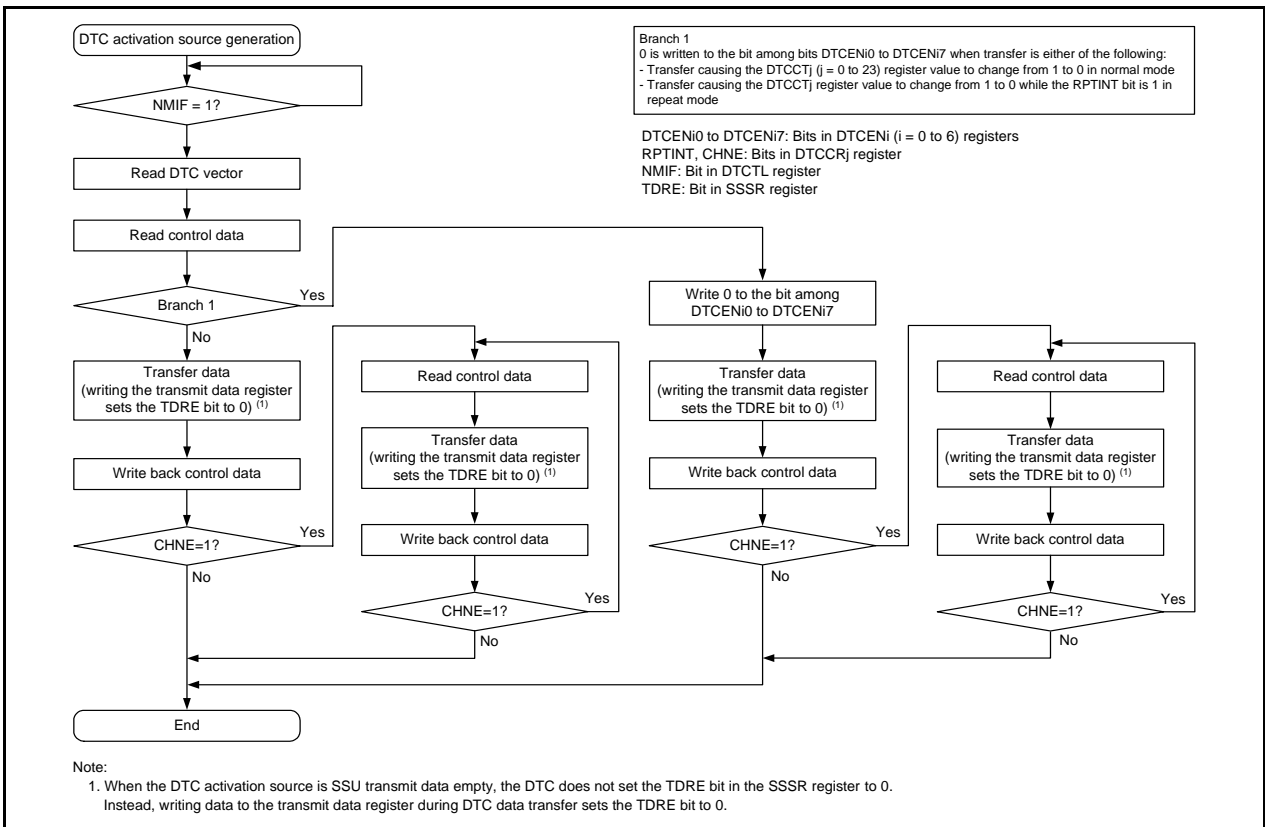 DTC activation source generation
NMIF = 1?
Read DTC vector
Read control data
Branch 1
Yes
No
Transfer data
(writing the transmit data register
sets the TDRE bit to 0) (1)
Write back control data
CHNE=1?
Yes
No
Read control data
Transfer data
(writing the transmit data register
sets the TDRE bit to 0) (1)
Write back control data
CHNE=1?
Yes
No
End
Branch 1
0 is written to the bit among bits DTCENi0 to DTCENi7 when transfer is either of the following:
- Transfer causing the DTCCTj (j = 0 to 23) register value to change from 1 to 0 in normal mode
- Transfer causing the DTCCTj register value to change from 1 to 0 while the RPTINT bit is 1 in
repeat mode
DTCENi0 to DTCENi7: Bits in DTCENi (i = 0 to 6) registers
RPTINT, CHNE: Bits in DTCCRj register
NMIF: Bit in DTCTL register
TDRE: Bit in SSSR register
Write 0 to the bit among
DTCENi0 to DTCENi7
Transfer data
(writing the transmit data register
sets the TDRE bit to 0) (1)
Write back control data
CHNE=1?
Yes
No
Read control data
Transfer data
(writing the transmit data register
sets the TDRE bit to 0) (1)
Write back control data
CHNE=1?
Yes
No
Note:
1. When the DTC activation source is SSU transmit data empty, the DTC does not set the TDRE bit in the SSSR register to 0.
Instead, writing data to the transmit data register during DTC data transfer sets the TDRE bit to 0.